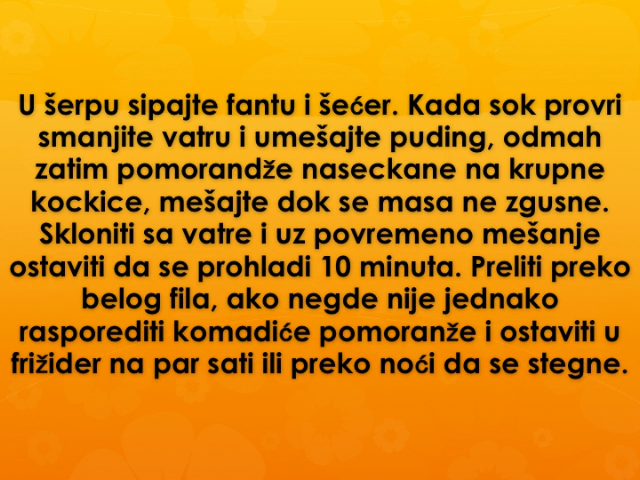 U šerpu sipajte fantu i šećer. Kada sok provri
smanjite vatru i umešajte puding, odmah
zatim pomorandže naseckane na krupne
kockice, mešajte dok se masa ne zgusne.
Skloniti sa vatre i uz povremeno mešanje
ostaviti da se prohladi 10 minuta. Preliti preko
belog fila, ako negde nije jednako
rasporediti komadiće pomoranže i ostaviti u
frižider na par sati ili preko noći da se stegne.